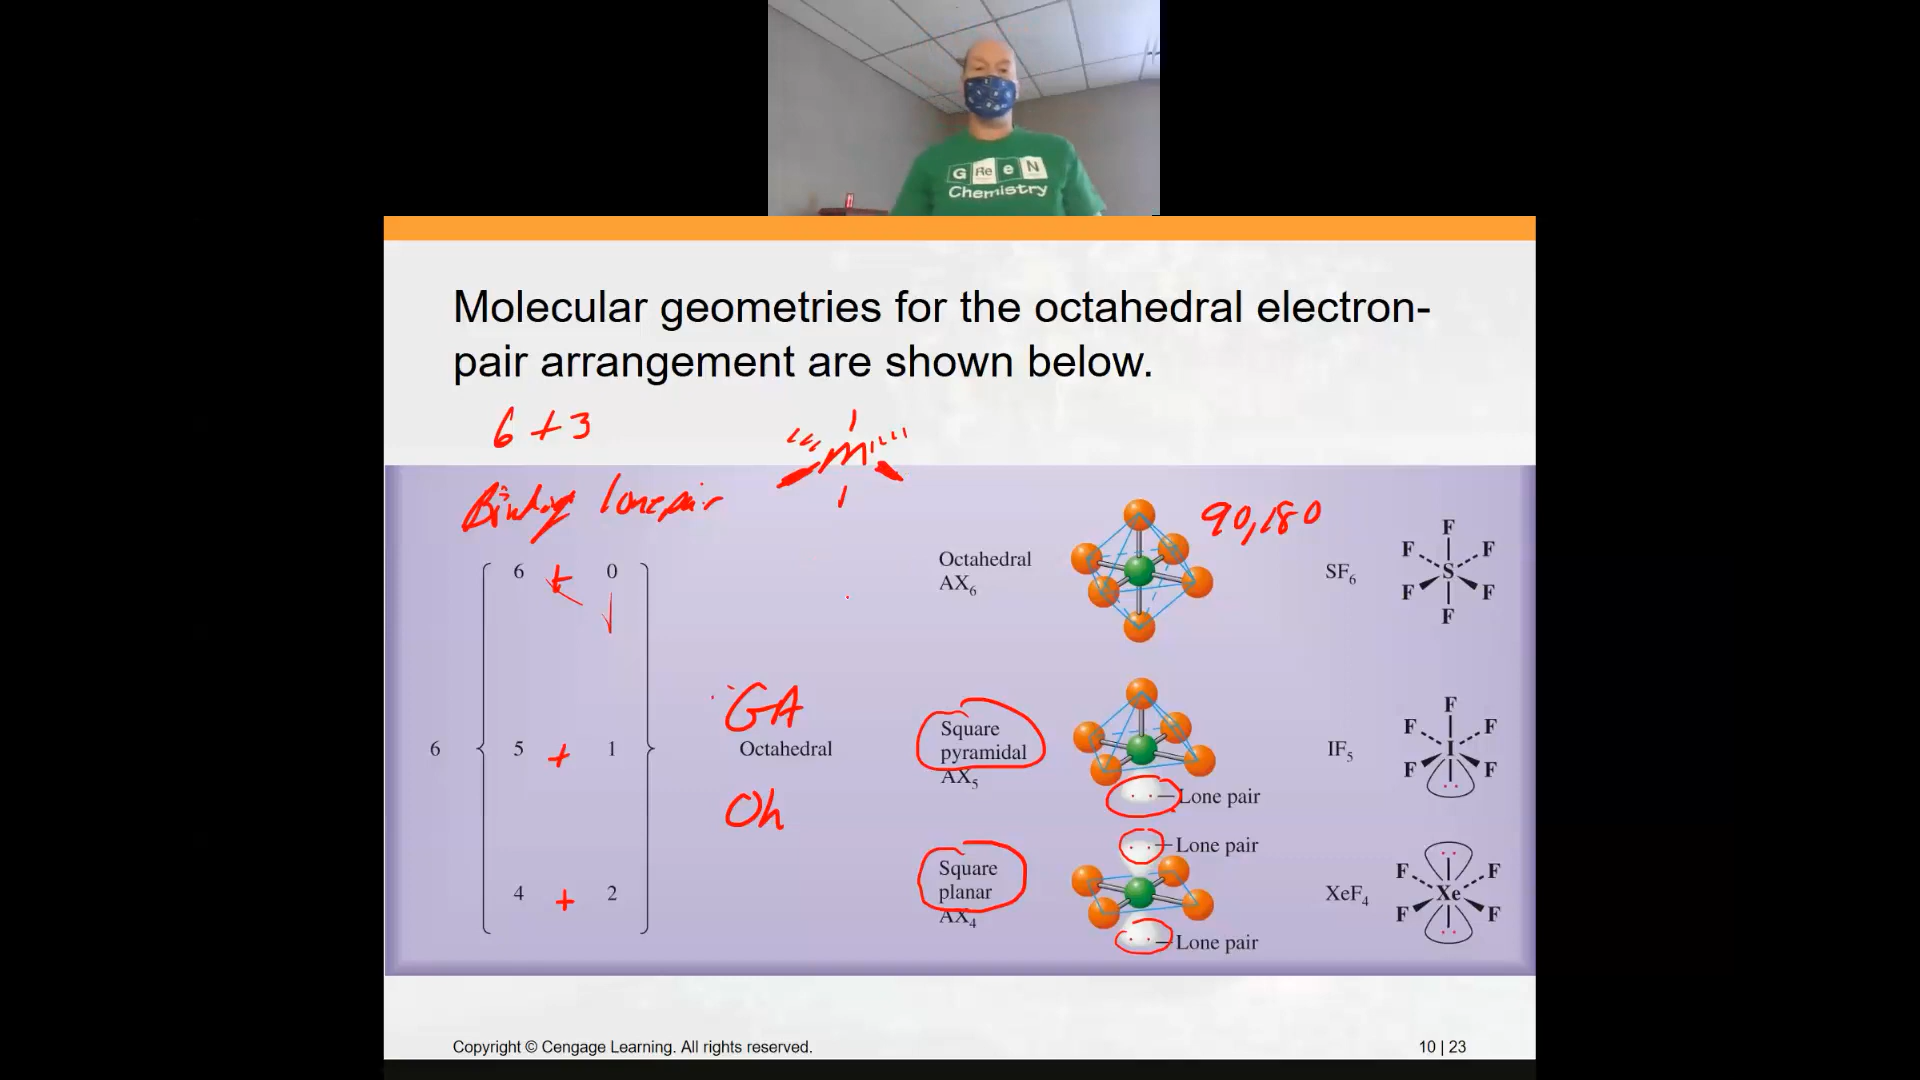 G Re e N
Chemistry
Molecular geometries for the octahedral electron-
pair arrangement are shown below.
6 + 3
Binding lone pair
m
90,180
6 + 0
Octahedral
AX6
SF6
F
F F
S
F F
F
GA
6
5 + 1
Octahedral
Oh
Square
pyramidal
AX5
Lone pair
IF5
F
F F
I
F F
4 + 2
Square
planar
AX4
Lone pair
Lone pair
XeF4
F F
Xe
F F
Copyright © Cengage Learning. All rights reserved.
10 | 23